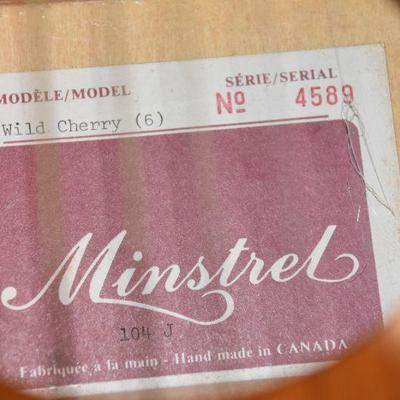 MODÈLE/MODEL SÉRIE/SERIAL
Wild Cherry (6) Nº 4589
Minstrel
104 J
Fabriquée à la main - Hand made in CANADA